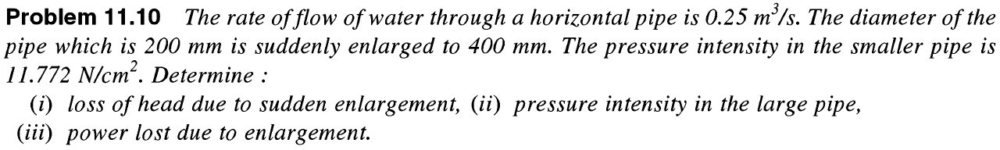 Problem 11.10 The rate of flow of water through a horizontal pipe is 0.25 m³/s. The diameter of the
pipe which is 200 mm is suddenly enlarged to 400 mm. The pressure intensity in the smaller pipe is
11.772 N/cm². Determine :
(i) loss of head due to sudden enlargement, (ii) pressure intensity in the large pipe,
(iii) power lost due to enlargement.